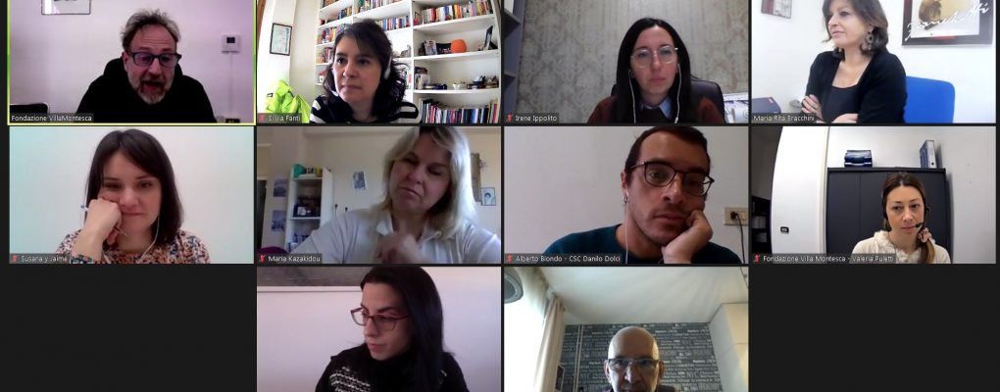 Fondazione VillaMontesca
Silvia Fanti
Irene Ippolito
Maria Rita Bracchini
Susana y Jaime
Maria Kazakidou
Alberto Biondo - CSC Danilo Dolci
Fondazione Villa Montesca - Valeria Puletti